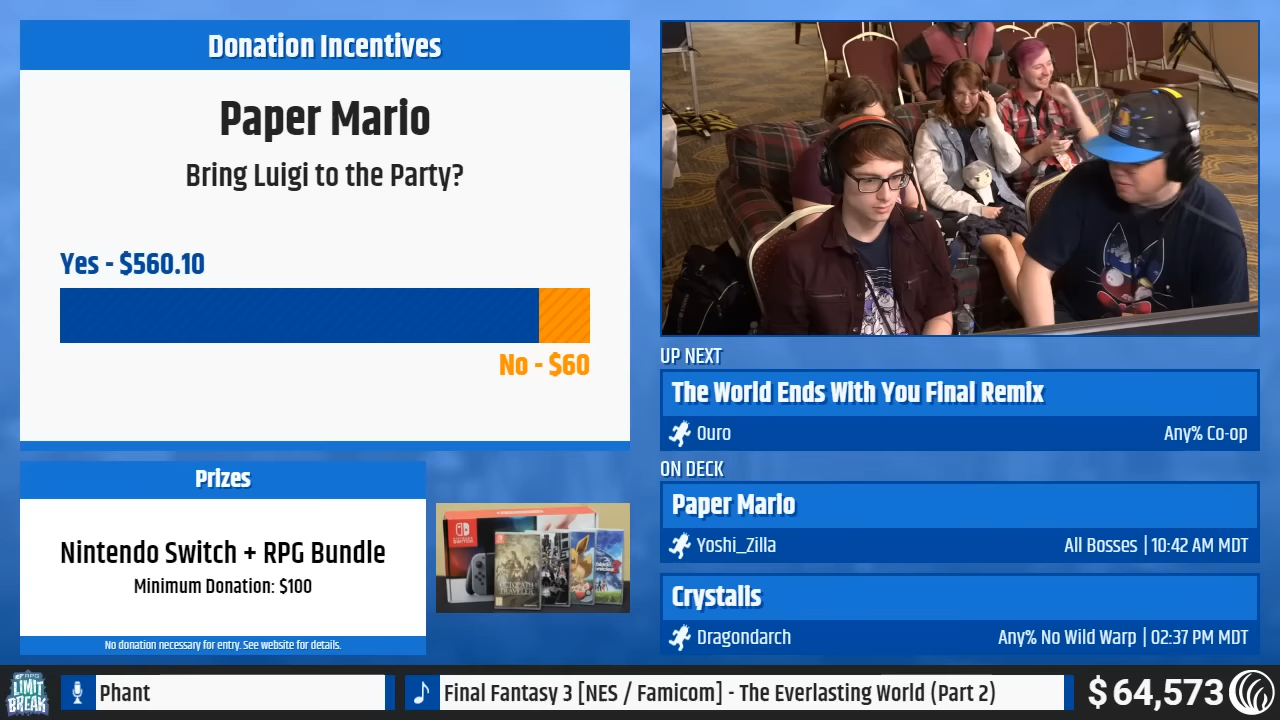 Donation Incentives
Paper Mario
Bring Luigi to the Party?
Yes - $560.10
No - $60
Prizes
Nintendo Switch + RPG Bundle
Minimum Donation: $100
No donation necessary for entry. See website for details.
OCTOPATH
TRAVELER
UP NEXT
The World Ends With You Final Remix
Ouro
Any% Co-op
ON DECK
Paper Mario
Yoshi_Zilla
All Bosses | 10:42 AM MDT
Crystalis
Dragondarch
Any% No Wild Warp | 02:37 PM MDT
RPG
LIMIT
BREAK
Phant
Final Fantasy 3 [NES / Famicom] - The Everlasting World (Part 2)
$64,573